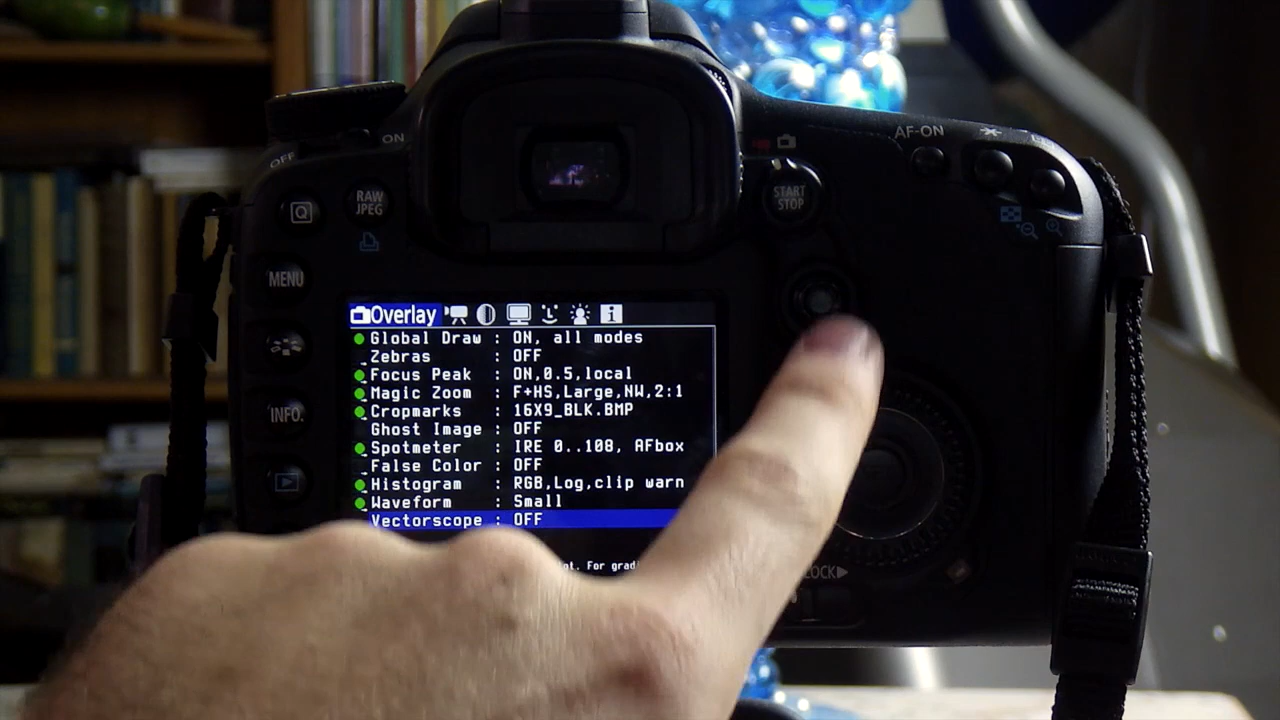 AF-ON
ON
OFF
START
STOP
RAW
JPEG
Q
MENU
INFO.
Overlay
Global Draw : ON, all modes
Zebras : OFF
Focus Peak : ON,0.5,local
Magic Zoom : F+HS,Large,NW,2:1
Cropmarks : 16X9_BLK.BMP
Ghost Image : OFF
Spotmeter : IRE 0..108, AFbox
False Color : OFF
Histogram : RGB,Log,clip warn
Waveform : Small
Vectorscope : OFF
For
LOCK▶